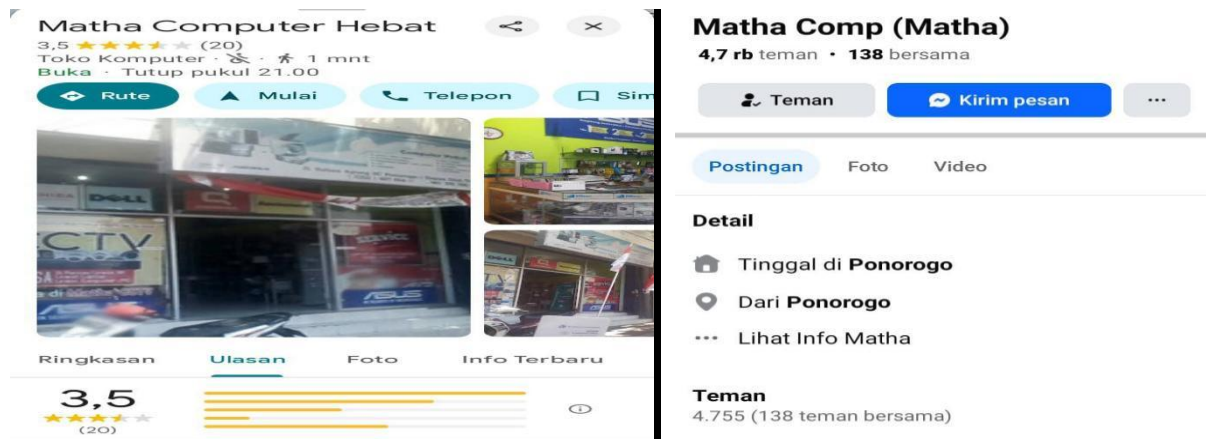 Matha Computer Hebat
3,5 (20)
Toko Komputer · · 1 mnt
Buka · Tutup pukul 21.00
Rute
Mulai
Telepon
Sim
DELL
CCTV
SERVICE
ASUS
Ringkasan
Ulasan
Foto
Info Terbaru
3,5
(20)
Matha Comp (Matha)
4,7 rb teman • 138 bersama
Teman
Kirim pesan
Postingan
Foto
Video
Detail
Tinggal di Ponorogo
Dari Ponorogo
Lihat Info Matha
Teman
4.755 (138 teman bersama)